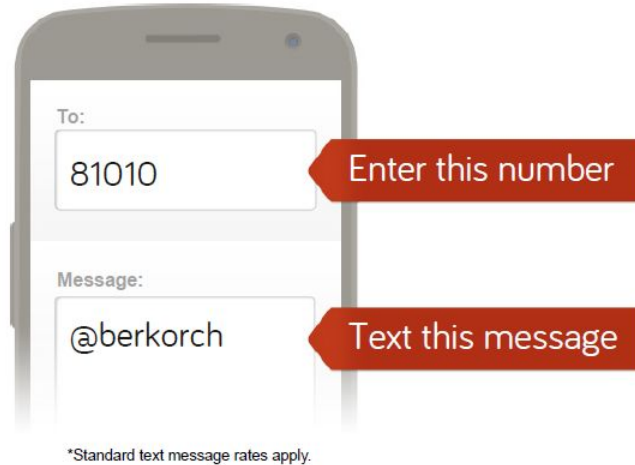 To:
81010
Enter this number
Message:
@berkorch
Text this message
*Standard text message rates apply.